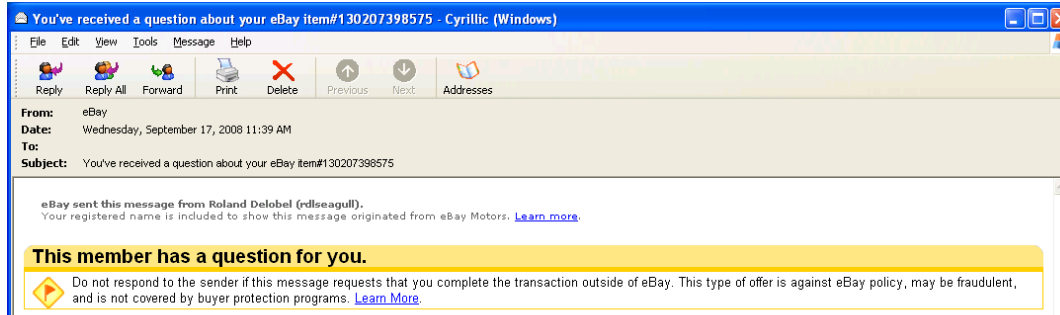 You've received a question about your eBay item#130207398575 - Cyrillic (Windows)
File Edit View Tools Message Help
Reply Reply All Forward Print Delete Previous Next Addresses
From: eBay
Date: Wednesday, September 17, 2008 11:39 AM
To:
Subject: You've received a question about your eBay item#130207398575
eBay sent this message from Roland Delobel (rdlseagull).
Your registered name is included to show this message originated from eBay Motors. Learn more.
This member has a question for you.
Do not respond to the sender if this message requests that you complete the transaction outside of eBay. This type of offer is against eBay policy, may be fraudulent,
and is not covered by buyer protection programs. Learn More.